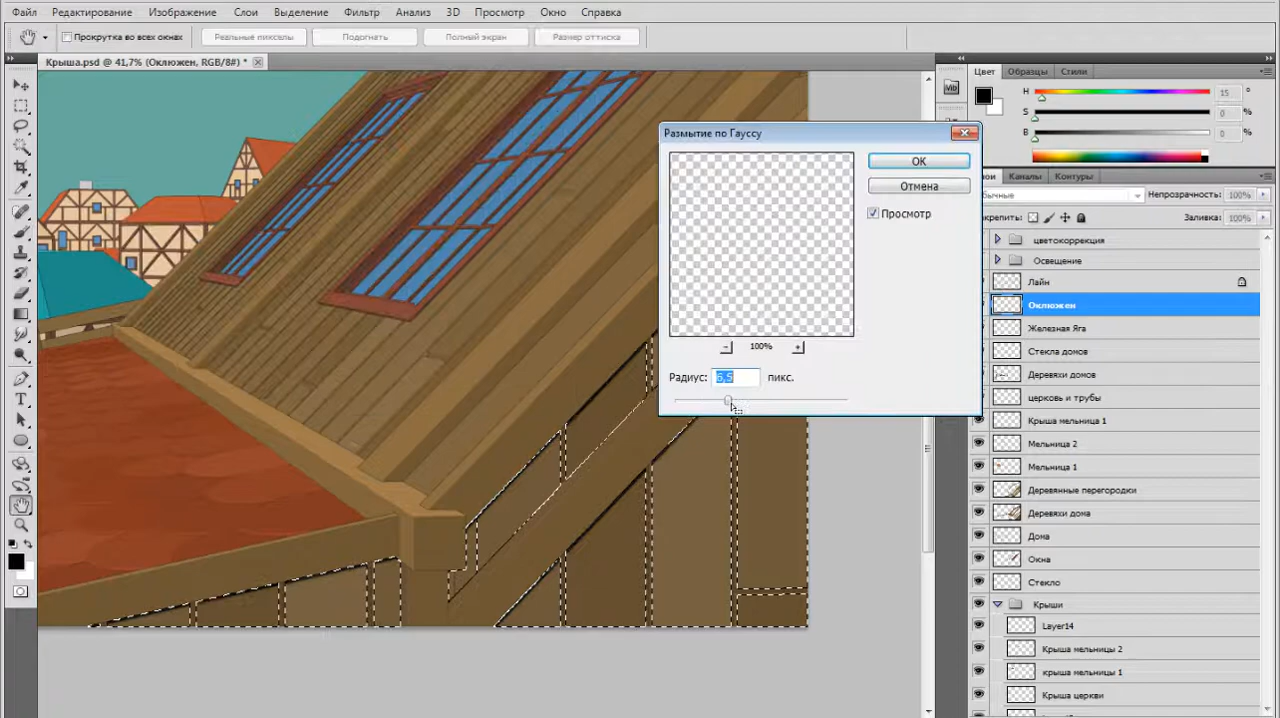 Файл Редактирование Изображение Слои Выделение Фильтр Анализ 3D Просмотр Окно Справка
Прокрутка во всех окнах Реальные пикселы Подогнать Полный экран Размер оттиска
Крыша.psd @ 41,7% (Оклюжен, RGB/8#) *
Цвет Образцы Стили
H 15 °
S 0 %
B 0 %
Размытие по Гауссу
ОК
Отмена
Просмотр
100%
Радиус: 6,5 пикс.
Каналы Контуры
Непрозрачность: 100%
Заливка: 100%
цветокоррекция
Освещение
Лайн
Оклюжен
Железная Яга
Стекла домов
Деревяхи домов
церковь и трубы
Крыша мельница 1
Мельница 2
Мельница 1
Деревянные перегородки
Деревяхи дома
Дома
Окна
Стекло
Крыши
Layer14
Крыша мельницы 2
крыша мельницы 1
Крыша церкви